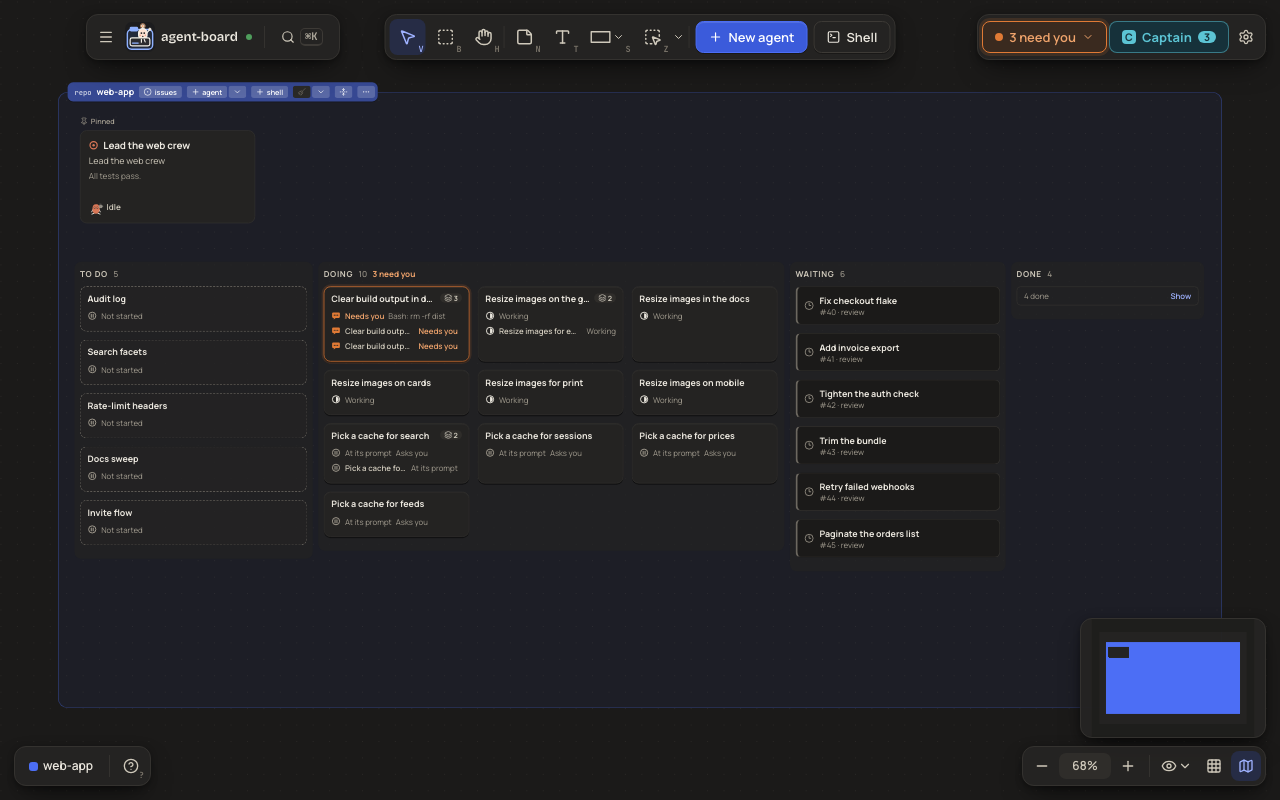 agent-board
⌘K
V
B
H
N
T
S
Z
+ New agent
Shell
3 need you
C Captain 3
repo web-app issues + agent + shell
Pinned
Lead the web crew
Lead the web crew
All tests pass.
Idle
TO DO 5
Audit log
Not started
Search facets
Not started
Rate-limit headers
Not started
Docs sweep
Not started
Invite flow
Not started
DOING 10 3 need you
Clear build output in d... 3
Needs you Bash: rm -rf dist
Clear build outp... Needs you
Clear build outp... Needs you
Resize images on the g... 2
Working
Resize images for e... Working
Resize images in the docs
Working
Resize images on cards
Working
Resize images for print
Working
Resize images on mobile
Working
Pick a cache for search 2
At its prompt Asks you
Pick a cache fo... At its prompt
Pick a cache for sessions
At its prompt Asks you
Pick a cache for prices
At its prompt Asks you
Pick a cache for feeds
At its prompt Asks you
WAITING 6
Fix checkout flake
#40 · review
Add invoice export
#41 · review
Tighten the auth check
#42 · review
Trim the bundle
#43 · review
Retry failed webhooks
#44 · review
Paginate the orders list
#45 · review
DONE 4
4 done Show
web-app
?
68%